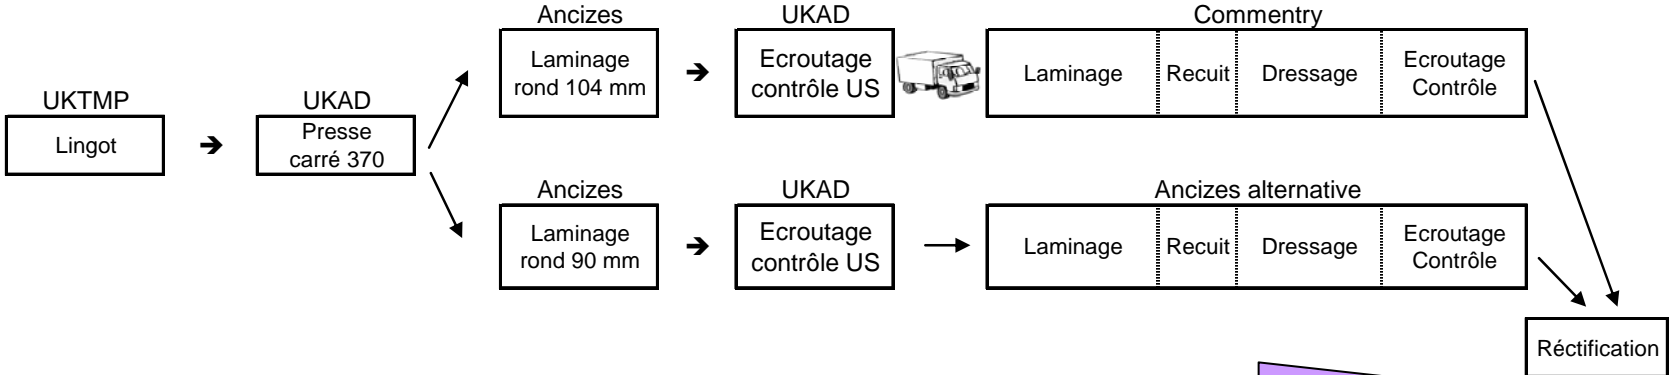 UKTMP
Lingot
UKAD
Presse
carré 370
Ancizes
Laminage
rond 104 mm
UKAD
Ecroutage
contrôle US
Commentry
Laminage
Recuit
Dressage
Ecroutage
Contrôle
Ancizes
Laminage
rond 90 mm
UKAD
Ecroutage
contrôle US
Ancizes alternative
Laminage
Recuit
Dressage
Ecroutage
Contrôle
Réctification